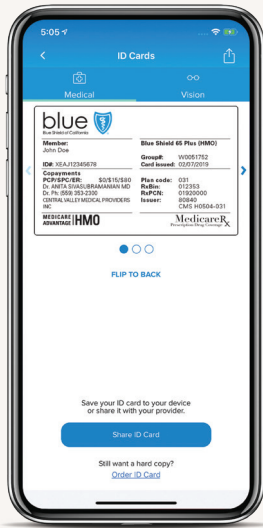 5:05
ID Cards
Medical
Vision
blue
Blue Shield of California
Member:
John Doe
ID#: XEAJ12345678
Copayments
PCP/SPC/ER: $0/$15/$80
Dr. ANITA SIVASUBRAMANIAN MD
Dr. Ph: (559) 353-2300
CENTRAL VALLEY MEDICAL PROVIDERS
INC
MEDICARE ADVANTAGE HMO
Blue Shield 65 Plus (HMO)
Group#: W0051752
Card issued: 02/07/2019
Plan code: 031
RxBin: 012353
RxPCN: 01920000
Issuer: 80840
CMS H0504-031
MedicareRx
Prescription Drug Coverage
FLIP TO BACK
Save your ID card to your device
or share it with your provider.
Share ID Card
Still want a hard copy?
Order ID Card